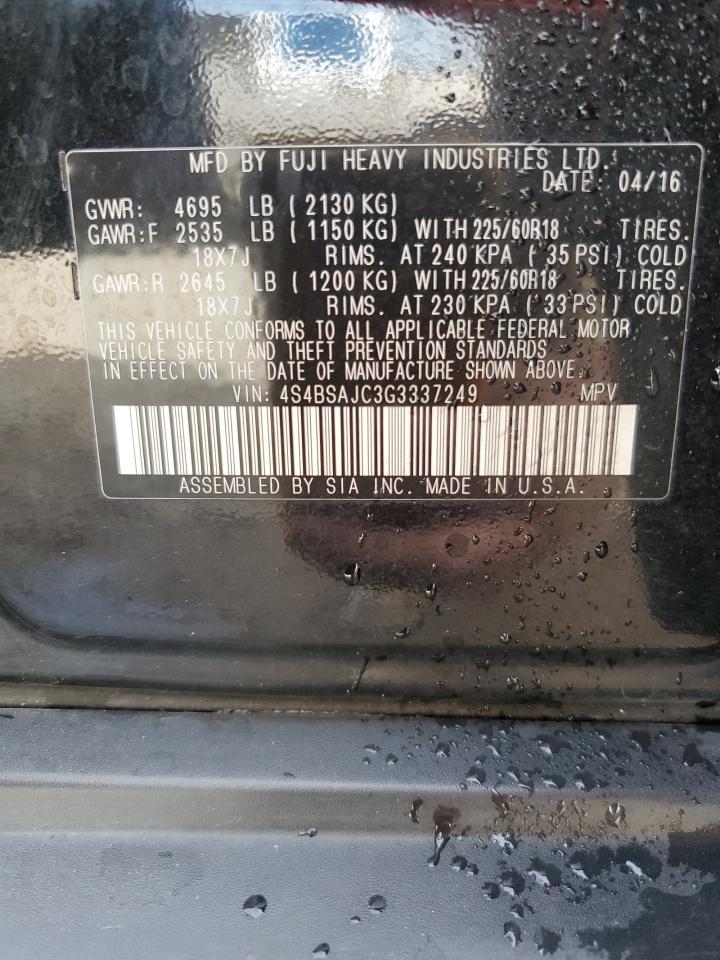 MFD BY FUJI HEAVY INDUSTRIES LTD.
DATE: 04/16
GVWR: 4695 LB ( 2130 KG)
GAWR:F 2535 LB ( 1150 KG) WITH 225/60R18 TIRES.
18X7J RIMS. AT 240 KPA ( 35 PSI) COLD
GAWR:R 2645 LB ( 1200 KG) WITH 225/60R18 TIRES.
18X7J RIMS. AT 230 KPA ( 33 PSI) COLD
THIS VEHICLE CONFORMS TO ALL APPLICABLE FEDERAL MOTOR
VEHICLE SAFETY AND THEFT PREVENTION STANDARDS
IN EFFECT ON THE DATE OF MANUFACTURE SHOWN ABOVE.
VIN: 4S4BSAJC3G3337249 MPV
ASSEMBLED BY SIA INC. MADE IN U.S.A.